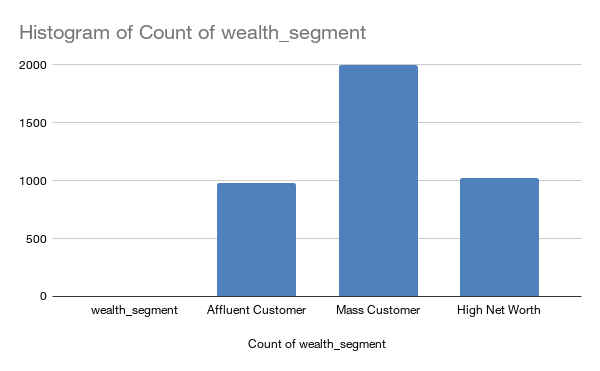 Histogram of Count of wealth_segment
2000
1500
1000
500
0
wealth_segment Affluent Customer Mass Customer High Net Worth
Count of wealth_segment